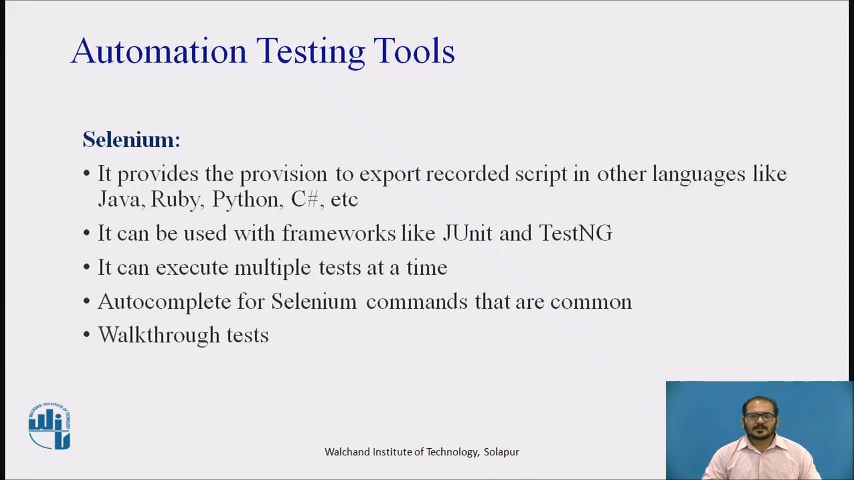 Automation Testing Tools
Selenium:
• It provides the provision to export recorded script in other languages like
Java, Ruby, Python, C#, etc
• It can be used with frameworks like JUnit and TestNG
• It can execute multiple tests at a time
• Autocomplete for Selenium commands that are common
• Walkthrough tests
Walchand Institute of Technology, Solapur